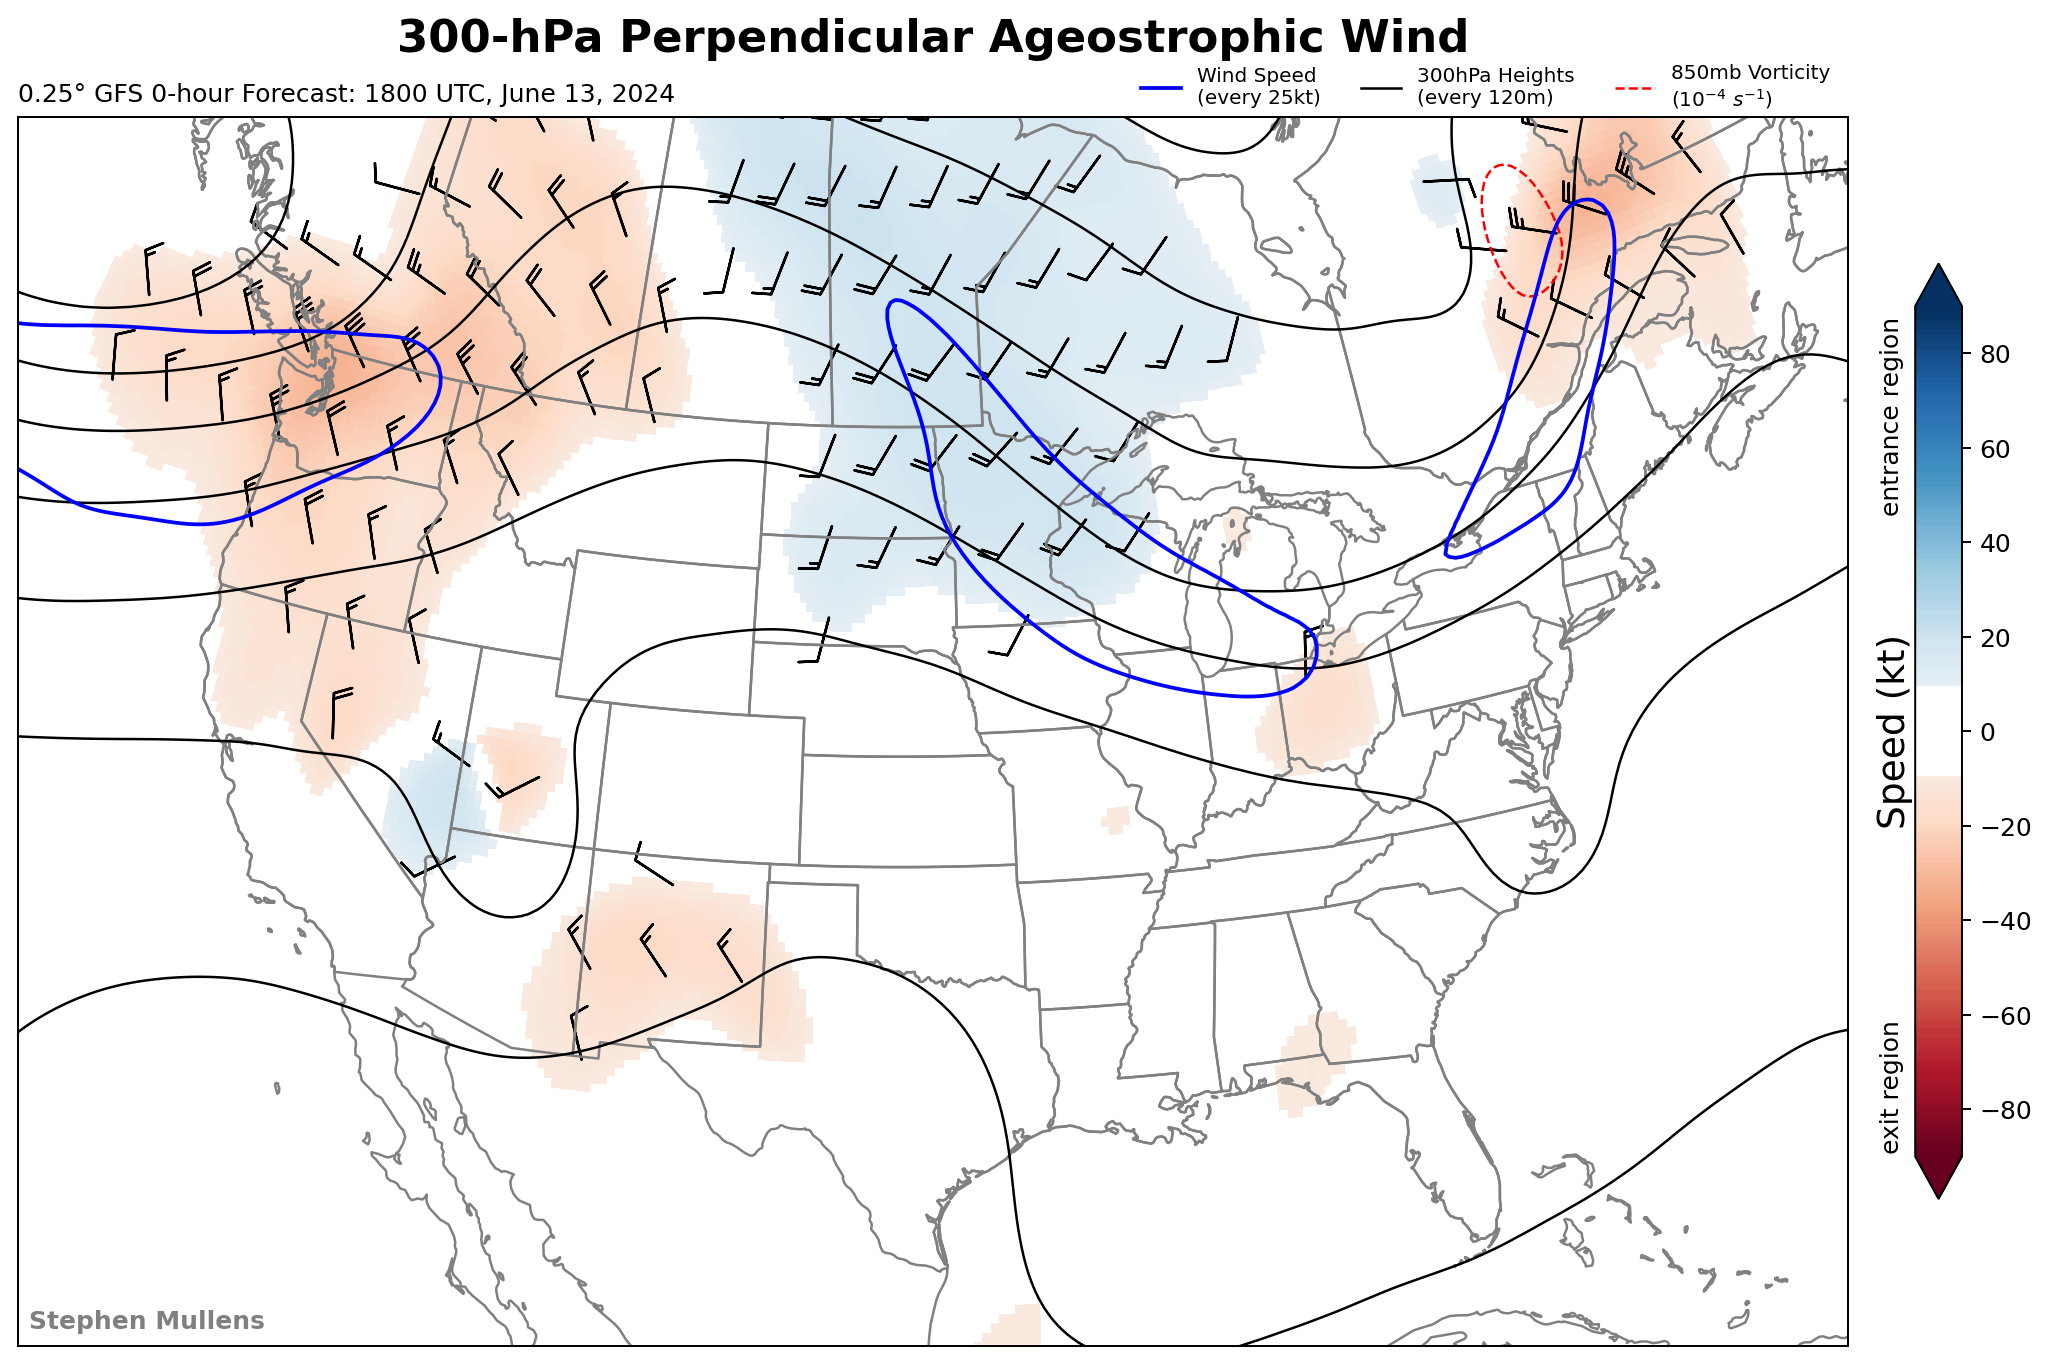 300-hPa Perpendicular Ageostrophic Wind
0.25° GFS 0-hour Forecast: 1800 UTC, June 13, 2024
Wind Speed
(every 25kt)
300hPa Heights
(every 120m)
850mb Vorticity
(10⁻⁴ s⁻¹)
entrance region
Speed (kt)
exit region
80
60
40
20
0
−20
−40
−60
−80
Stephen Mullens